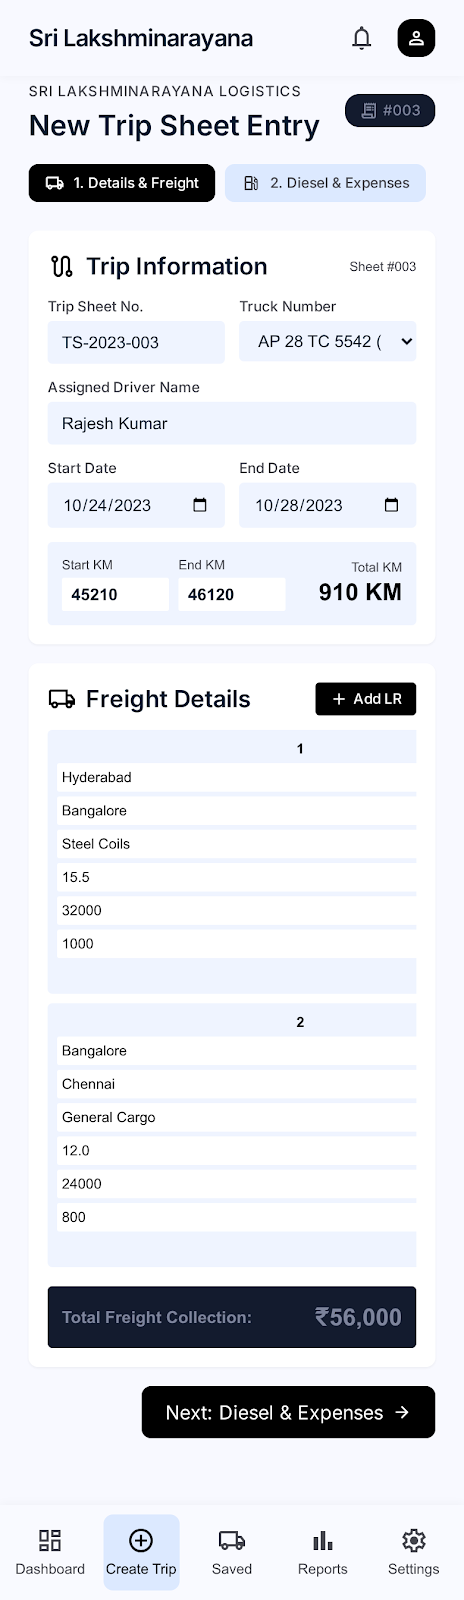 Sri Lakshminarayana
SRI LAKSHMINARAYANA LOGISTICS
New Trip Sheet Entry
#003
1. Details & Freight
2. Diesel & Expenses
Trip Information
Sheet #003
Trip Sheet No.
Truck Number
TS-2023-003
AP 28 TC 5542 (
Assigned Driver Name
Rajesh Kumar
Start Date
End Date
10/24/2023
10/28/2023
Start KM
End KM
Total KM
45210
46120
910 KM
Freight Details
+ Add LR
1
Hyderabad
Bangalore
Steel Coils
15.5
32000
1000
2
Bangalore
Chennai
General Cargo
12.0
24000
800
Total Freight Collection:
₹56,000
Next: Diesel & Expenses →
Dashboard
Create Trip
Saved
Reports
Settings